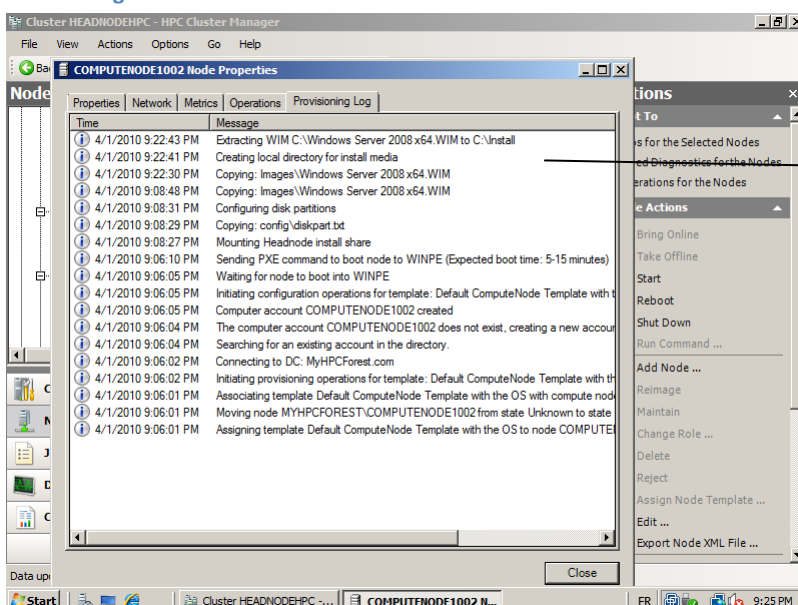 Cluster HEADNODEHPC - HPC Cluster Manager
File View Actions Options Go Help
COMPUTENODE1002 Node Properties
Node
Properties Network Metrics Operations Provisioning Log
Time Message
4/1/2010 9:22:43 PM Extracting WIM C:\Windows Server 2008 x64.WIM to C:\Install
4/1/2010 9:22:41 PM Creating local directory for install media
4/1/2010 9:22:30 PM Copying: Images\Windows Server 2008 x64.WIM
4/1/2010 9:08:48 PM Copying: Images\Windows Server 2008 x64.WIM
4/1/2010 9:08:31 PM Configuring disk partitions
4/1/2010 9:08:29 PM Copying: config\diskpart.txt
4/1/2010 9:08:27 PM Mounting Headnode install share
4/1/2010 9:06:10 PM Sending PXE command to boot node to WINPE (Expected boot time: 5-15 minutes)
4/1/2010 9:06:05 PM Waiting for node to boot into WINPE
4/1/2010 9:06:05 PM Initiating configuration operations for template: Default ComputeNode Template with t
4/1/2010 9:06:05 PM Computer account COMPUTENODE1002 created
4/1/2010 9:06:04 PM The computer account COMPUTENODE1002 does not exist, creating a new accour
4/1/2010 9:06:04 PM Searching for an existing account in the directory.
4/1/2010 9:06:02 PM Connecting to DC: MyHPCForest.com
4/1/2010 9:06:02 PM Initiating provisioning operations for template: Default ComputeNode Template with th
4/1/2010 9:06:01 PM Associating template Default ComputeNode Template with the OS with compute node
4/1/2010 9:06:01 PM Moving node MYHPCFOREST\COMPUTENODE1002 from state Unknown to state
4/1/2010 9:06:01 PM Assigning template Default ComputeNode Template with the OS to node COMPUTE
Close
tions
t To
s for the Selected Nodes
ed Diagnostics for the Nodes
erations for the Nodes
e Actions
Bring Online
Take Offline
Start
Reboot
Shut Down
Run Command ...
Add Node ...
Reimage
Maintain
Change Role ...
Delete
Reject
Assign Node Template ...
Edit ...
Export Node XML File ...
Data up
Start Cluster HEADNODEHPC -... COMPUTENODE1002 N... FR 9:25 PM